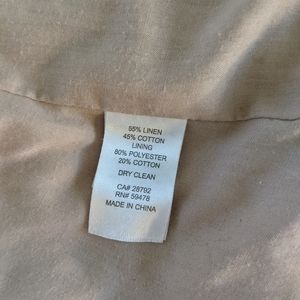 55% LINEN
45% COTTON
LINING
80% POLYESTER
20% COTTON
DRY CLEAN
CA# 28792
RN# 59478
MADE IN CHINA